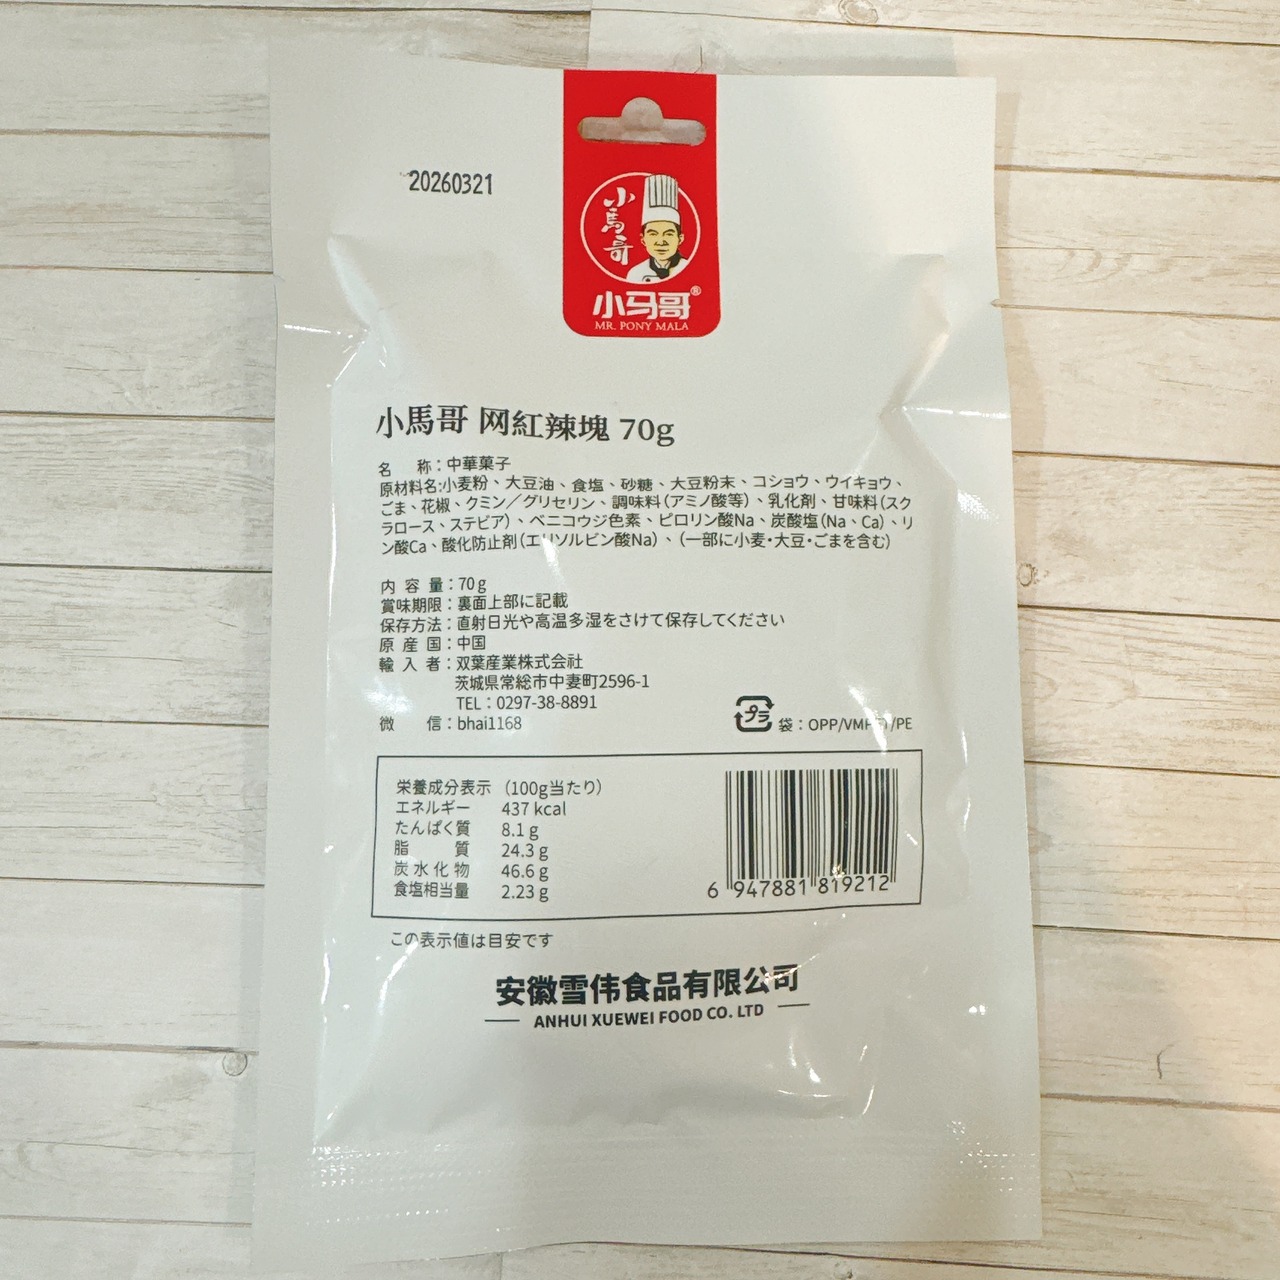 20260321
小馬哥
小马哥®
MR. PONY MALA
小馬哥 网紅辣塊 70g
名 称：中華菓子
原材料名:小麦粉、大豆油、食塩、砂糖、大豆粉末、コショウ、ウイキョウ、
ごま、花椒、クミン／グリセリン、調味料（アミノ酸等）、乳化剤、甘味料（スク
ラロース、ステビア）、ベニコウジ色素、ピロリン酸Na、炭酸塩（Na、Ca）、リ
ン酸Ca、酸化防止剤（エリソルビン酸Na）、（一部に小麦・大豆・ごまを含む）
内 容 量：70g
賞味期限：裏面上部に記載
保存方法：直射日光や高温多湿をさけて保存してください
原 産 国：中国
輸 入 者：双葉産業株式会社
茨城県常総市中妻町2596-1
TEL：0297-38-8891
微 信：bhai1168
プラ 袋：OPP/VMPET/PE
栄養成分表示（100g当たり）
エネルギー 437 kcal
たんぱく質 8.1 g
脂 質 24.3 g
炭水化物 46.6 g
食塩相当量 2.23 g
6 947881 819212
この表示値は目安です
安徽雪伟食品有限公司
ANHUI XUEWEI FOOD CO. LTD